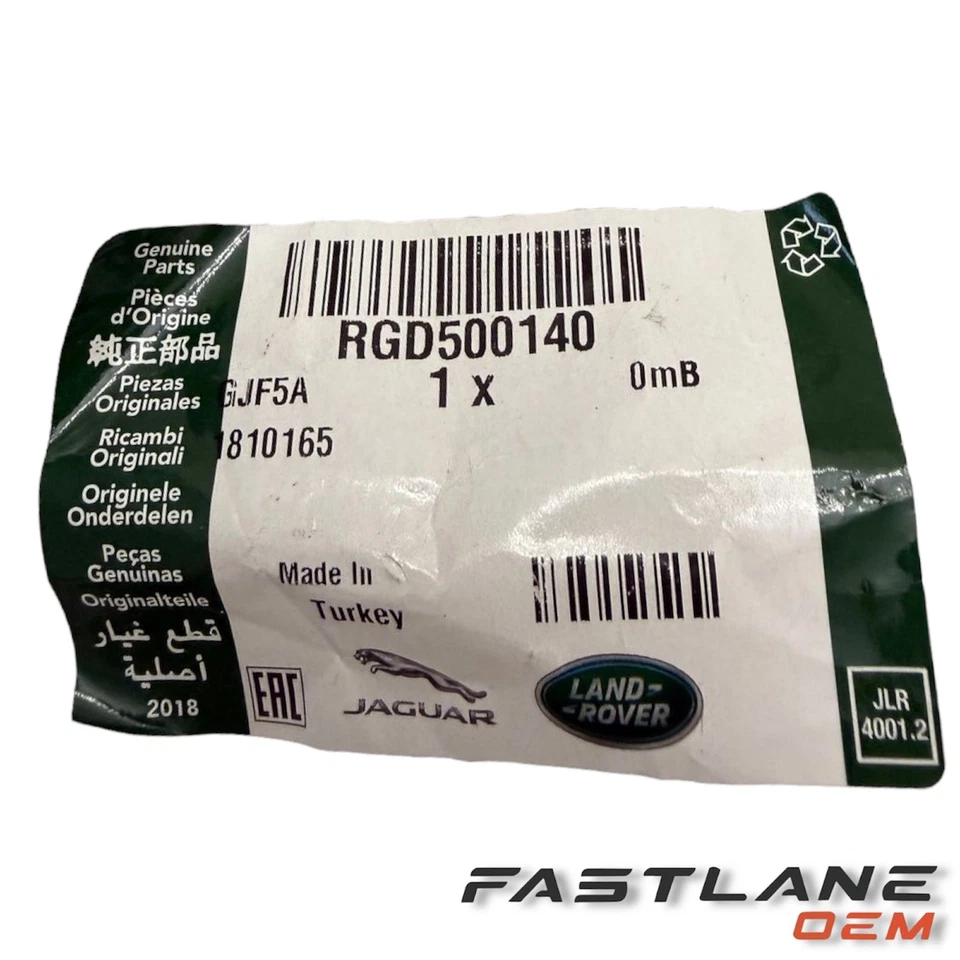 Genuine
Parts
Pièces
d'Origine
純正部品
Piezas
Originales
Ricambi
Originali
Originele
Onderdelen
Peças
Genuinas
Originalteile
قطع غيار
أصلية
2018
RGD500140
GiJF5A
1 x
0mB
1810165
Made In
Turkey
EAC
JAGUAR
LAND-
-ROVER
JLR
4001.2
FASTLANE
OEM